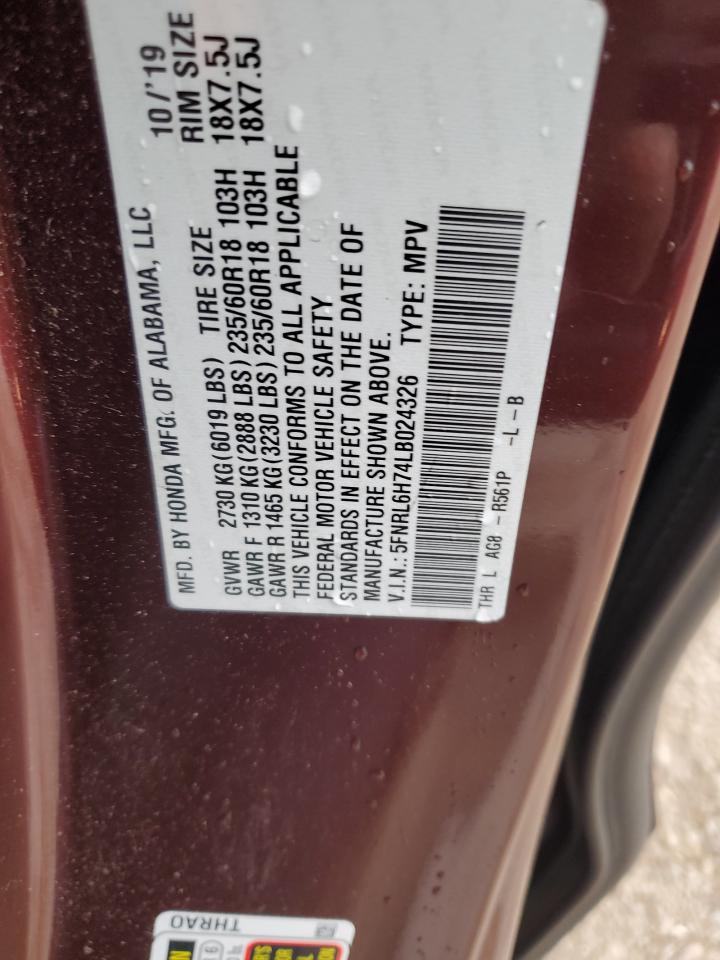 MFD. BY HONDA MFG. OF ALABAMA, LLC 10/'19
GVWR 2730 KG (6019 LBS) TIRE SIZE RIM SIZE
GAWR F 1310 KG (2888 LBS) 235/60R18 103H 18X7.5J
GAWR R 1465 KG (3230 LBS) 235/60R18 103H 18X7.5J
THIS VEHICLE CONFORMS TO ALL APPLICABLE
FEDERAL MOTOR VEHICLE SAFETY
STANDARDS IN EFFECT ON THE DATE OF
MANUFACTURE SHOWN ABOVE.
V.I.N.: 5FNRL6H74LB024326 TYPE: MPV
THR L AG8 -R561P -L-B
THRAO